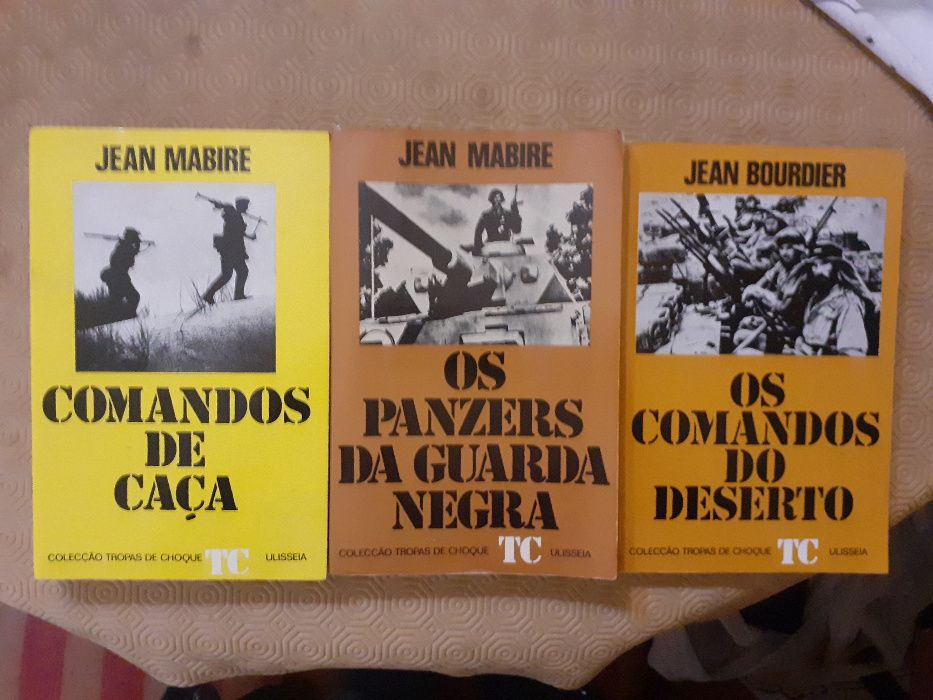 JEAN MABIRE
COMANDOS
DE
CAÇA
COLECÇÃO TROPAS DE CHOQUE TC ULISSEIA
JEAN MABIRE
OS
PANZERS
DA GUARDA
NEGRA
COLECÇÃO TROPAS DE CHOQUE TC ULISSEIA
JEAN BOURDIER
OS
COMANDOS
DO
DESERTO
COLECÇÃO TROPAS DE CHOQUE TC ULISSEIA